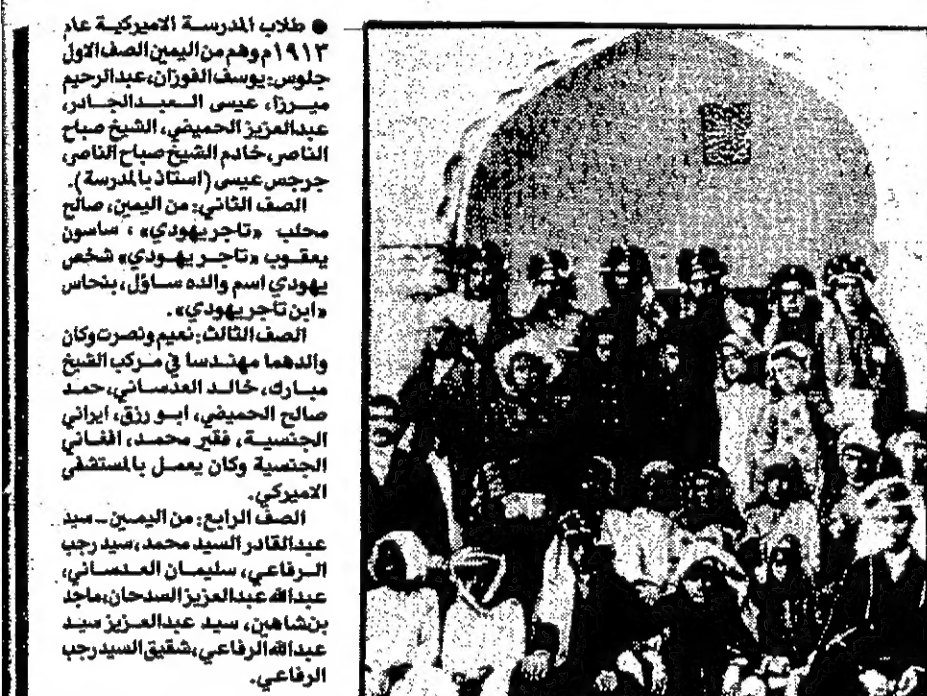 ● طلاب المدرسة الاميركية عام
١٩١٣م وهم من اليمين الصف الاول
جلوس: يوسف الفوزان، عبدالرحيم
ميرزا، عيسى العبدالجادر،
عبدالعزيز الحميضي، الشيخ صباح
الناصر، خادم الشيخ صباح الناصر،
جرجس عيسى (استاذ بالمدرسة).
الصف الثاني: من اليمين، صالح
محلب «تاجر يهودي»، ساسون
يعقوب «تاجر يهودي» شخص
يهودي اسم والده ساؤل، بنحاس
«ابن تاجر يهودي».
الصف الثالث: نعيم ونصرت وكان
والدهما مهندسا في مركب الشيخ
مبارك، خالد العدساني، حمد
صالح الحميضي، ابو رزق، ايراني
الجنسية، فقير محمد، افغاني
الجنسية وكان يعمل بالمستشفى
الاميركي.
الصف الرابع: من اليمين - سيد
عبدالقادر السيد محمد، سيد رجب
الرفاعي، سليمان العدساني،
عبدالله عبدالعزيز السدحان، ماجد
بن شاهين، سيد عبدالعزيز سيد
عبدالله الرفاعي، شقيق السيد رجب
الرفاعي.